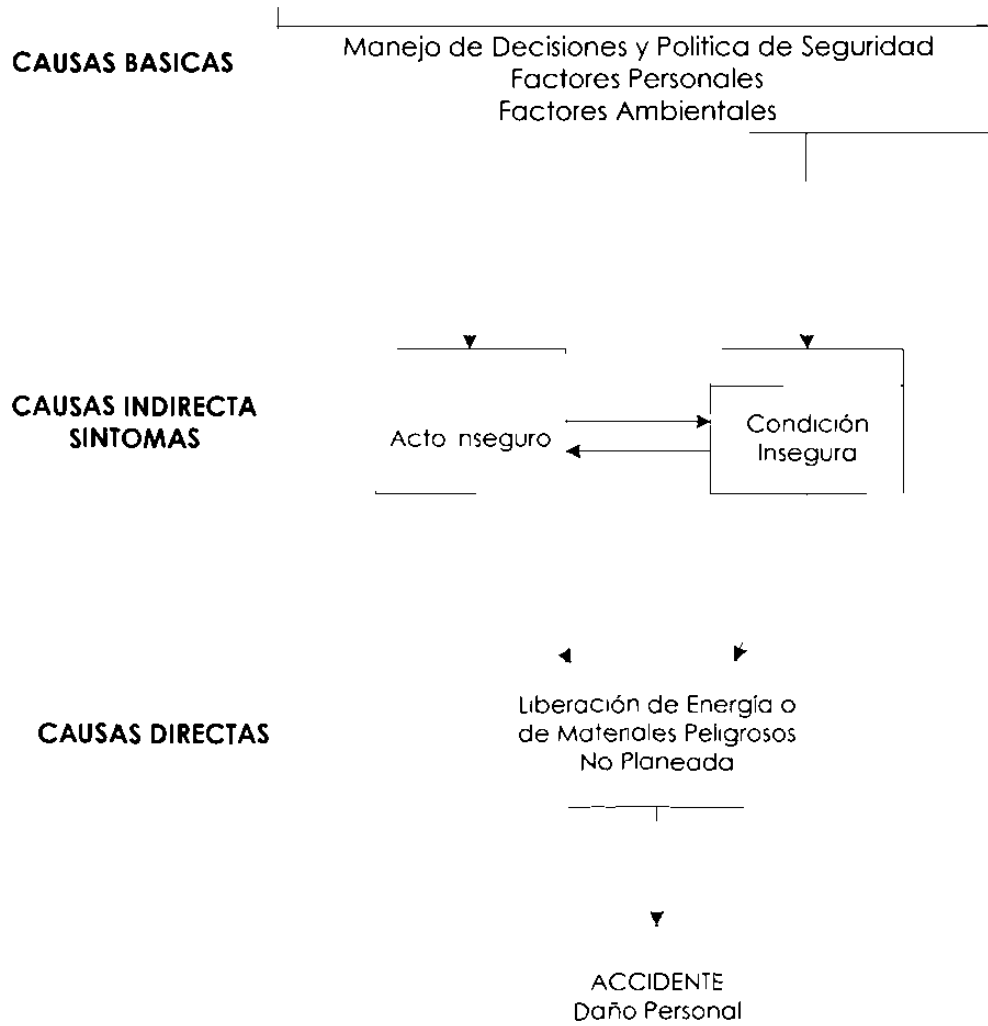 CAUSAS BASICAS
Manejo de Decisiones y Politica de Seguridad
Factores Personales
Factores Ambientales
CAUSAS INDIRECTA
SINTOMAS
Acto nseguro
Condición
Insegura
CAUSAS DIRECTAS
Liberación de Energía o
de Materiales Peligrosos
No Planeada
ACCIDENTE
Daño Personal